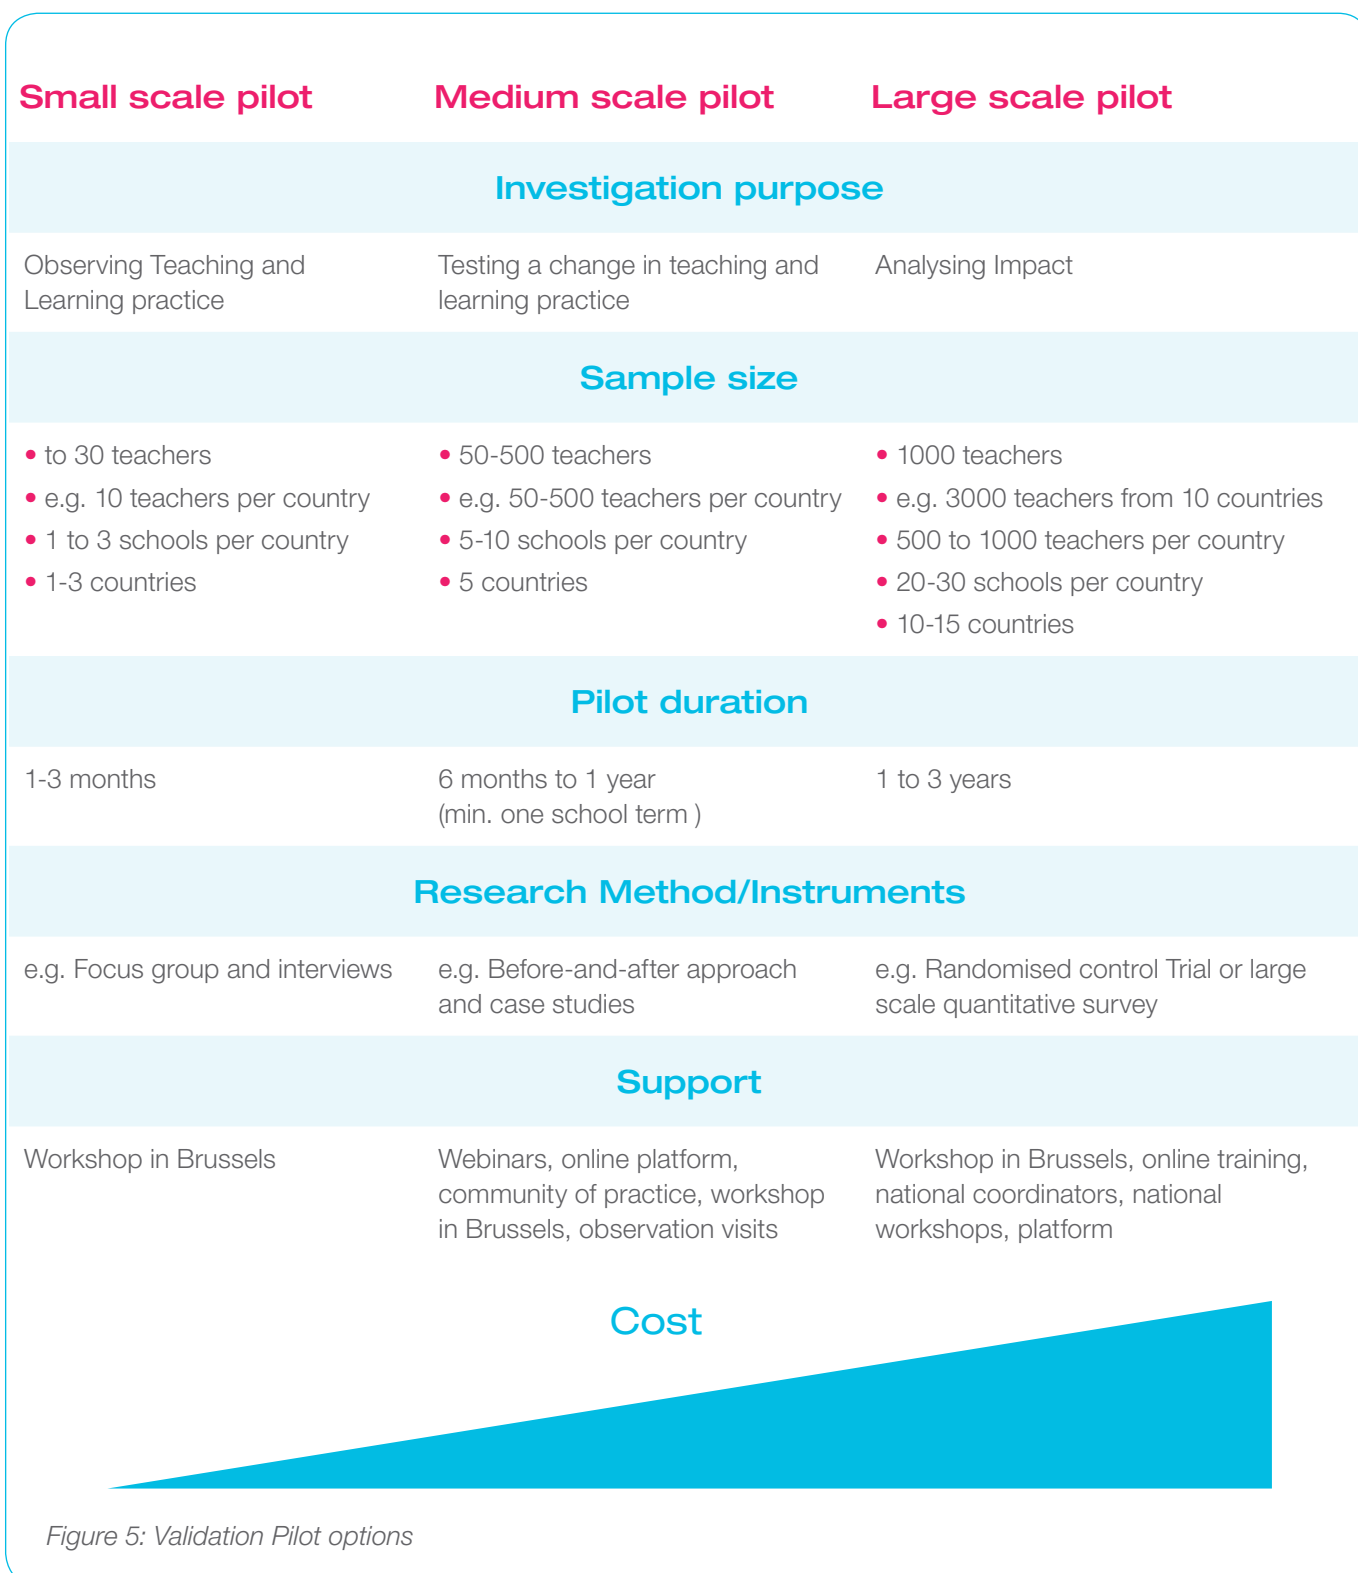 Small scale pilot
Medium scale pilot
Large scale pilot
Investigation purpose
Observing Teaching and
Learning practice
Testing a change in teaching and
learning practice
Analysing Impact
Sample size
• to 30 teachers
• e.g. 10 teachers per country
• 1 to 3 schools per country
• 1-3 countries
• 50-500 teachers
• e.g. 50-500 teachers per country
• 5-10 schools per country
• 5 countries
• 1000 teachers
• e.g. 3000 teachers from 10 countries
• 500 to 1000 teachers per country
• 20-30 schools per country
• 10-15 countries
Pilot duration
1-3 months
6 months to 1 year
(min. one school term )
1 to 3 years
Research Method/Instruments
e.g. Focus group and interviews
e.g. Before-and-after approach
and case studies
e.g. Randomised control Trial or large
scale quantitative survey
Support
Workshop in Brussels
Webinars, online platform,
community of practice, workshop
in Brussels, observation visits
Workshop in Brussels, online training,
national coordinators, national
workshops, platform
Cost
Figure 5: Validation Pilot options